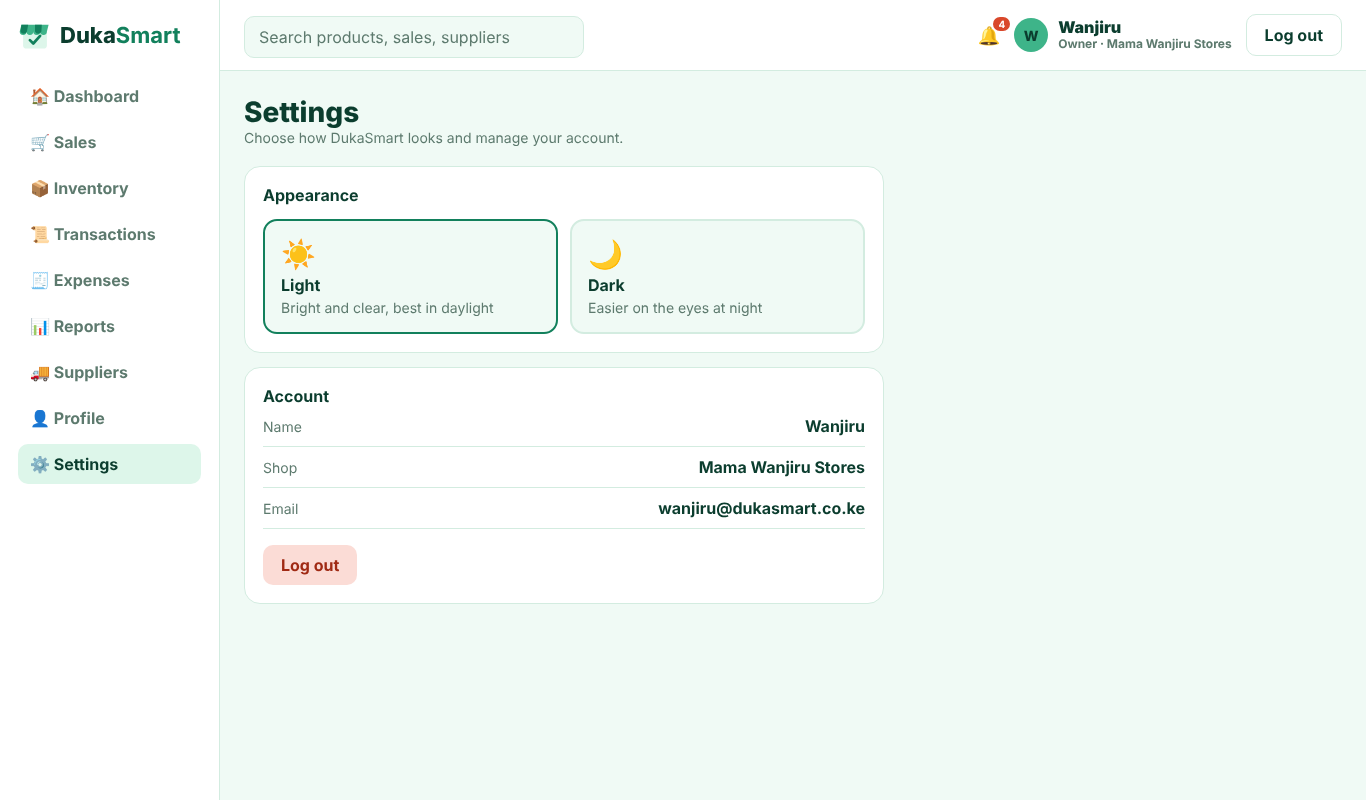 DukaSmart
Search products, sales, suppliers
4
W
Wanjiru
Owner · Mama Wanjiru Stores
Log out
Dashboard
Sales
Inventory
Transactions
Expenses
Reports
Suppliers
Profile
Settings
Settings
Choose how DukaSmart looks and manage your account.
Appearance
Light
Bright and clear, best in daylight
Dark
Easier on the eyes at night
Account
Name Wanjiru
Shop Mama Wanjiru Stores
Email wanjiru@dukasmart.co.ke
Log out